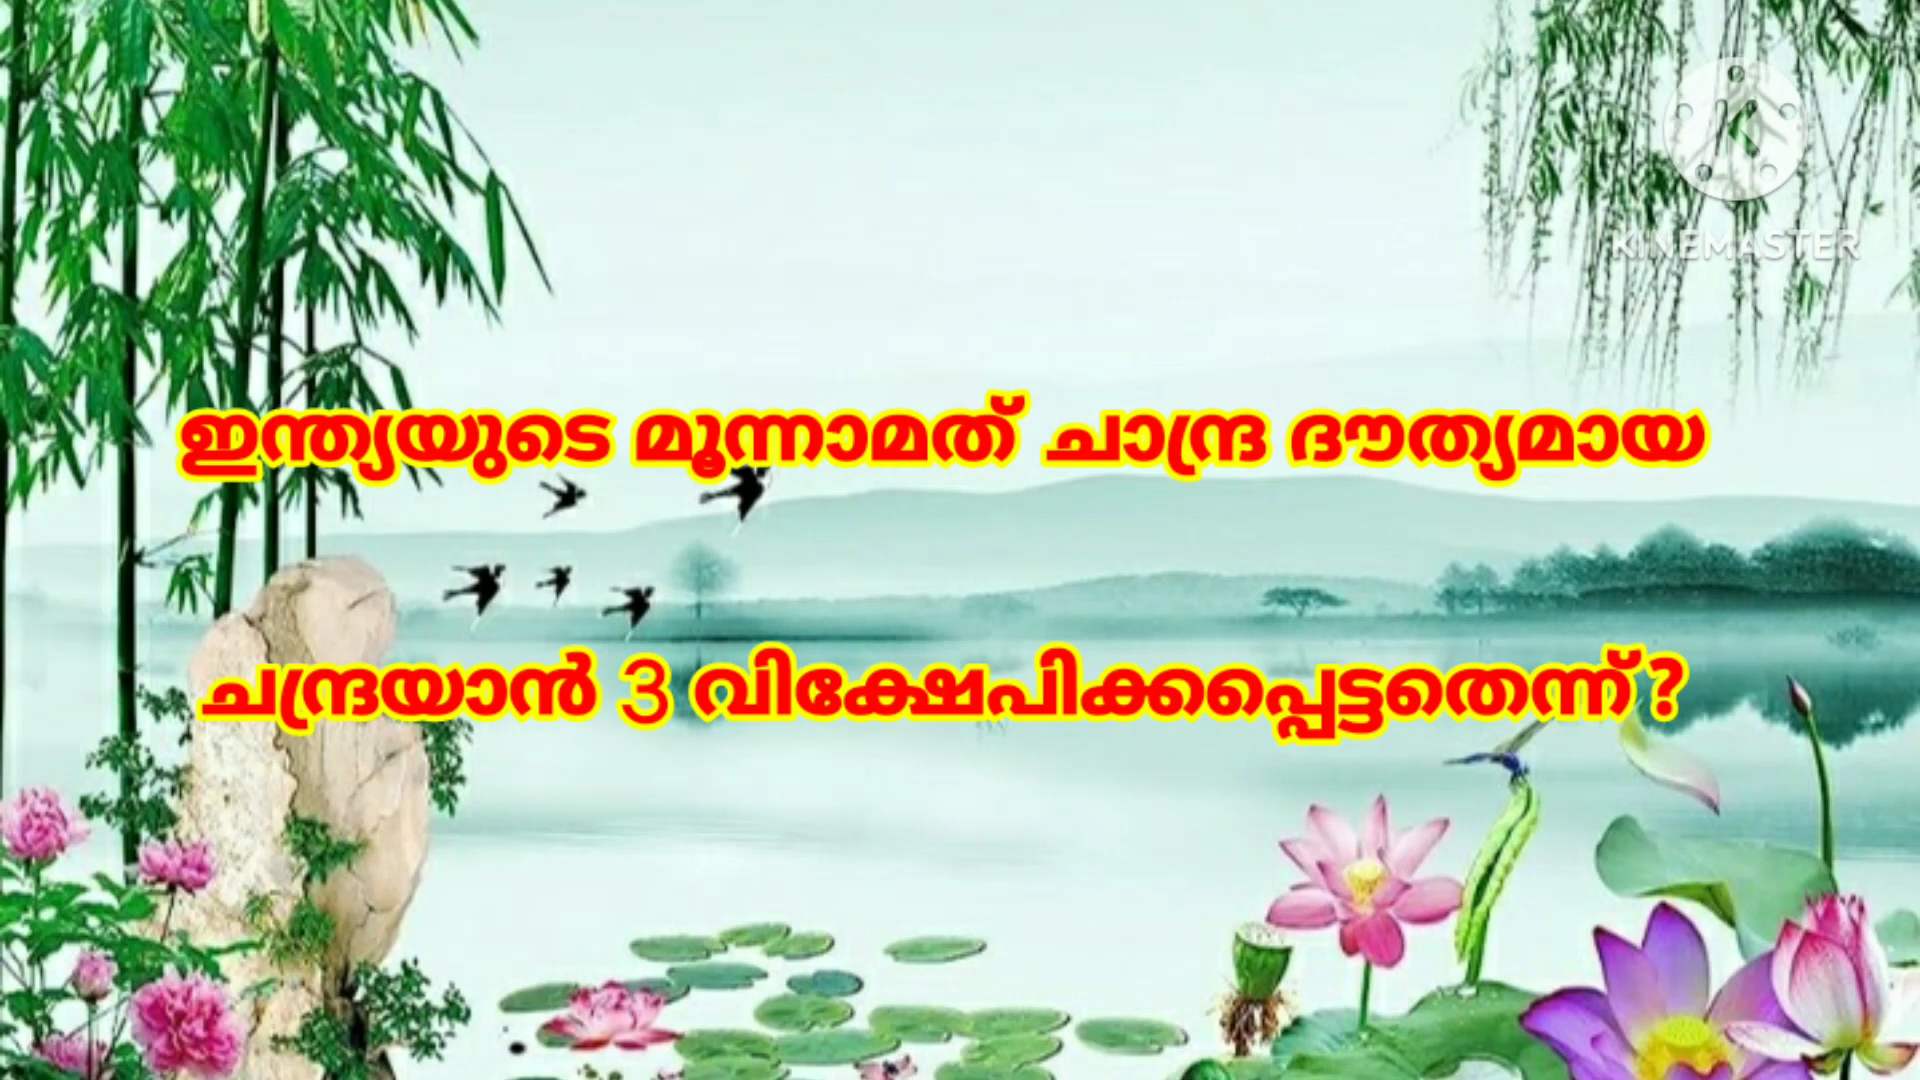 KINEMASTER
ഇന്ത്യയുടെ മൂന്നാമത് ചാന്ദ്ര ദൗത്യമായ
ചന്ദ്രയാൻ 3 വിക്ഷേപിക്കപ്പെട്ടതെന്ന്?